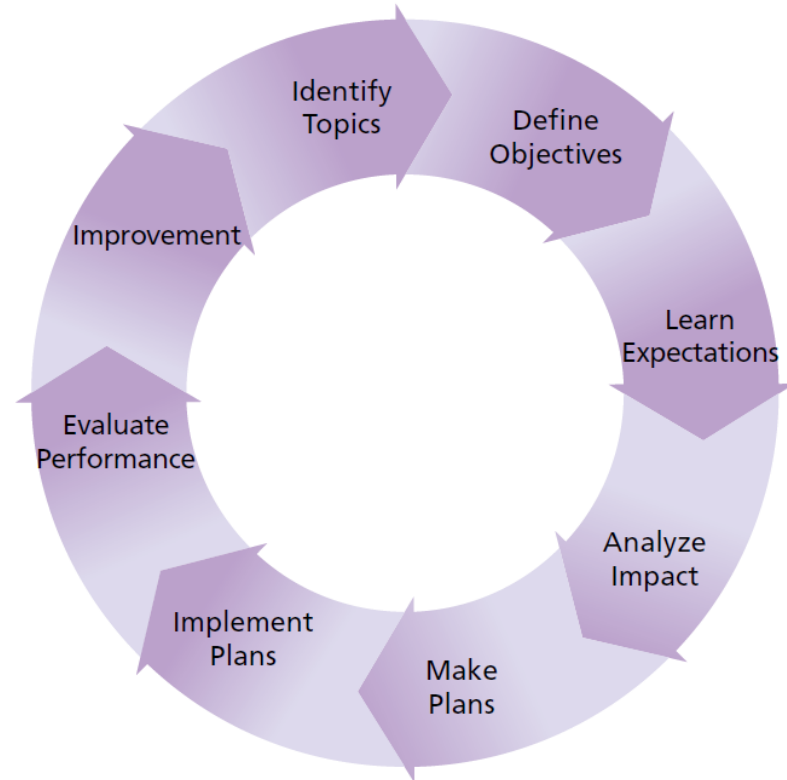 Identify
Topics
Define
Objectives
Learn
Expectations
Analyze
Impact
Make
Plans
Implement
Plans
Evaluate
Performance
Improvement